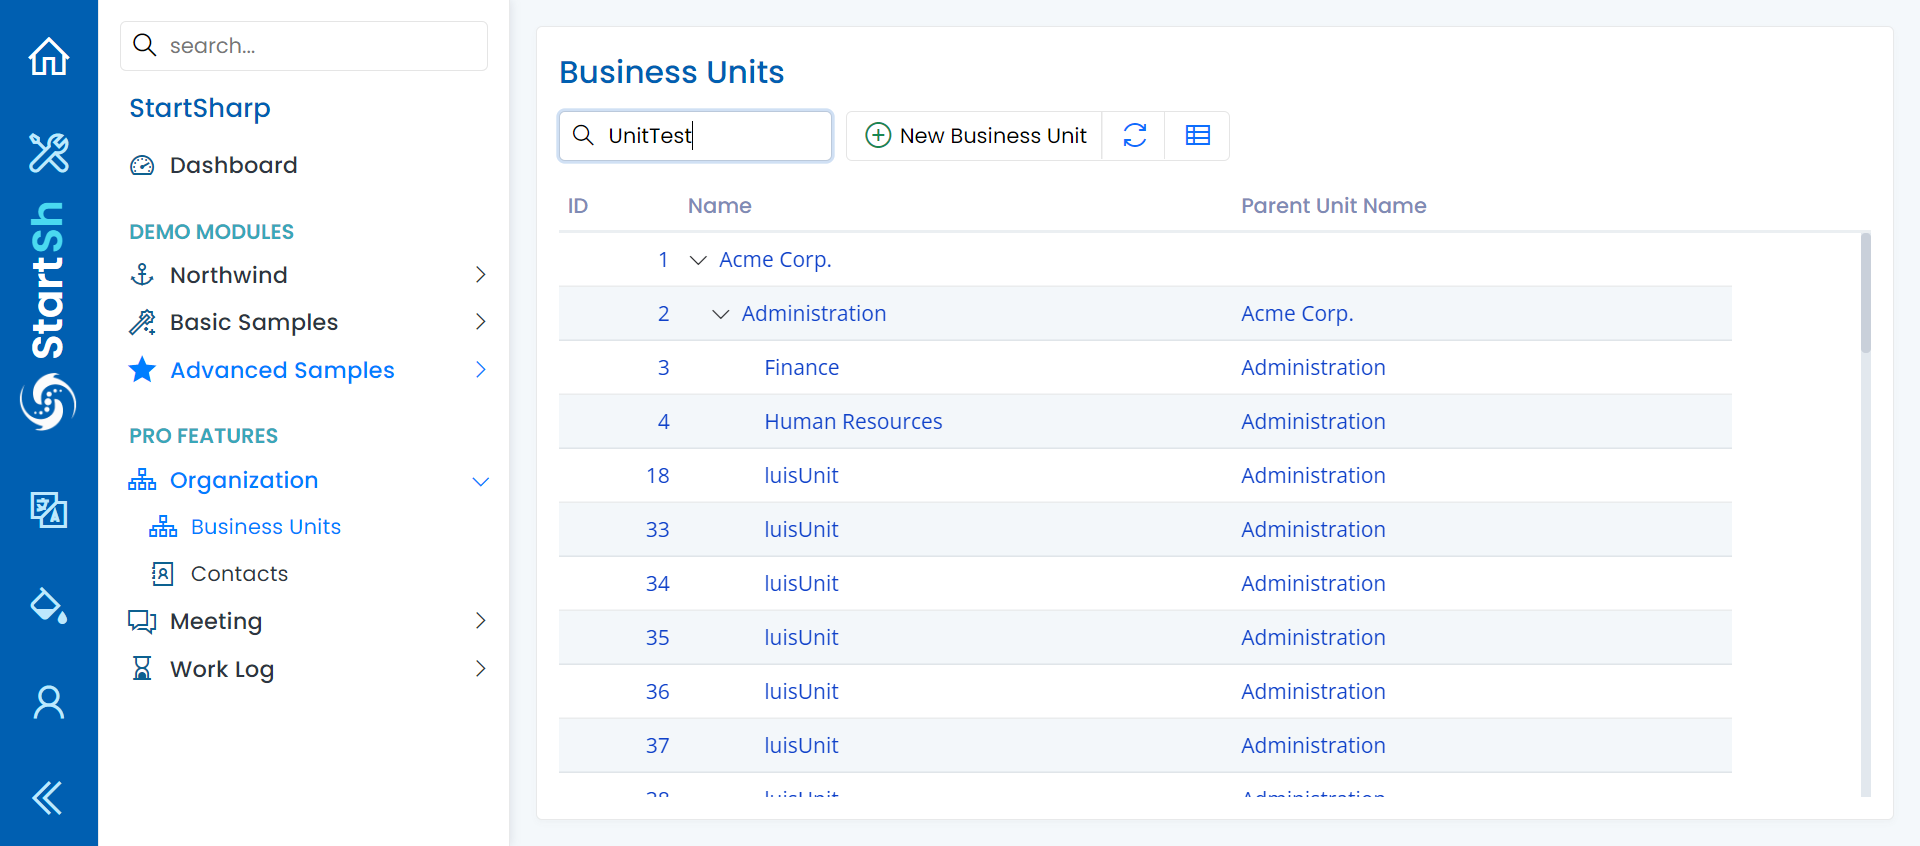 StartSh
search...
StartSharp
Dashboard
DEMO MODULES
Northwind
Basic Samples
Advanced Samples
PRO FEATURES
Organization
Business Units
Contacts
Meeting
Work Log
Business Units
UnitTest
New Business Unit
ID Name Parent Unit Name
1 Acme Corp.
2 Administration Acme Corp.
3 Finance Administration
4 Human Resources Administration
18 luisUnit Administration
33 luisUnit Administration
34 luisUnit Administration
35 luisUnit Administration
36 luisUnit Administration
37 luisUnit Administration
38 luisUnit Administration